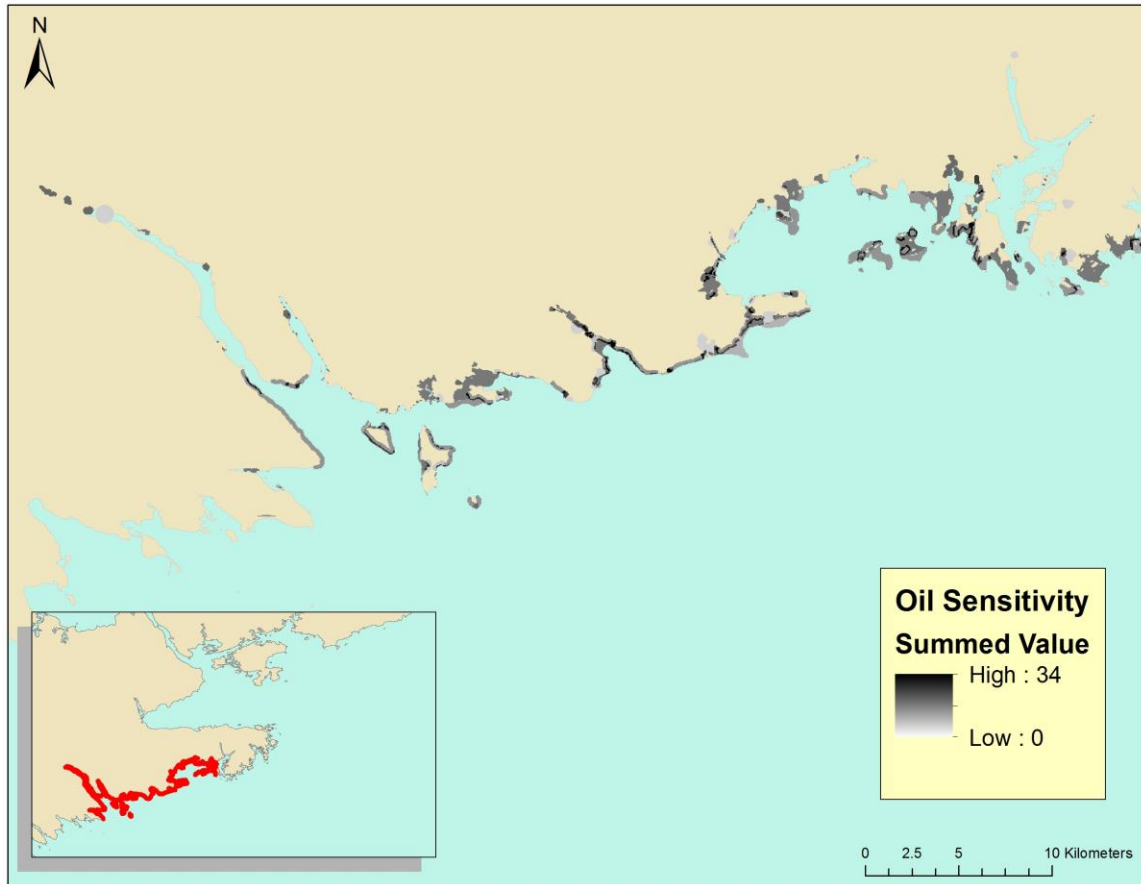 N
Oil Sensitivity
Summed Value
High : 34
Low : 0
0 2.5 5 10 Kilometers